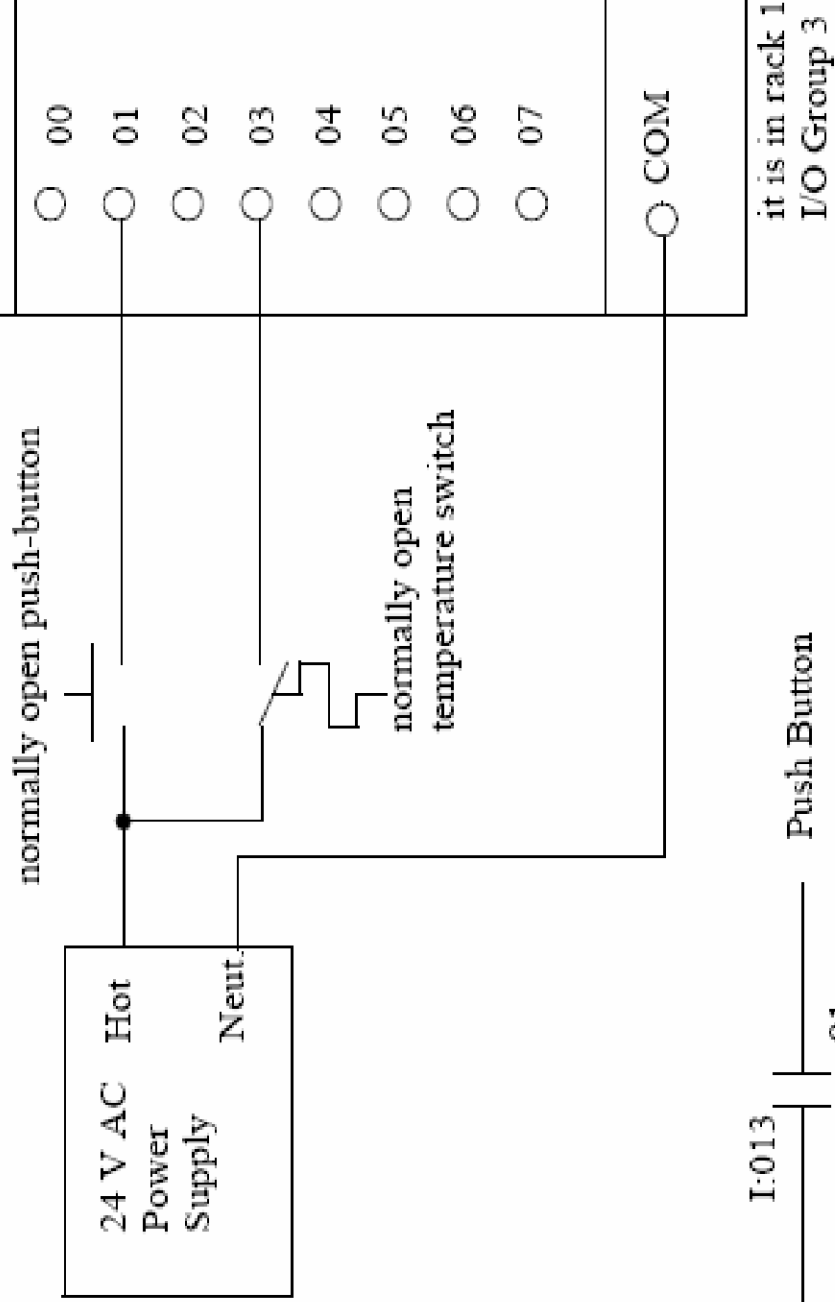 normally open push-button
24 V AC
Power
Supply
Hot
Neut.
normally open
temperature switch
00
01
02
03
04
05
06
07
COM
it is in rack 1
I/O Group 3
I:013
Push Button